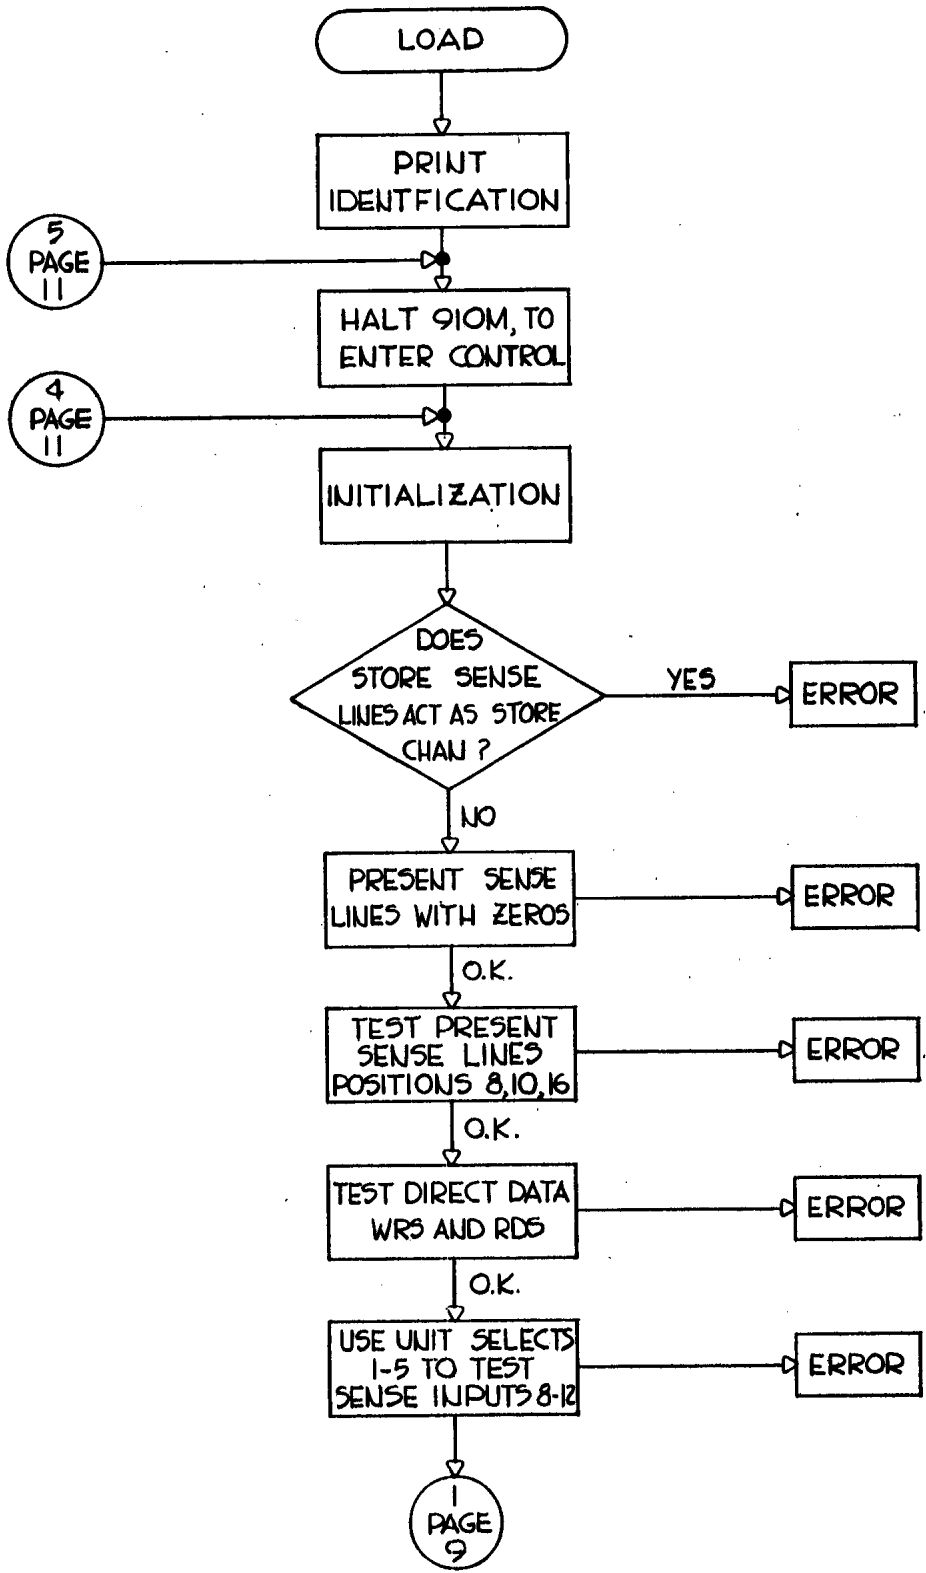 LOAD
PRINT
IDENTFICATION
5
PAGE
11
HALT 910M, TO
ENTER CONTROL
4
PAGE
11
INITIALIZATION
DOES
STORE SENSE
LINES ACT AS STORE
CHAN ?
YES
ERROR
NO
PRESENT SENSE
LINES WITH ZEROS
ERROR
O.K.
TEST PRESENT
SENSE LINES
POSITIONS 8,10,16
ERROR
O.K.
TEST DIRECT DATA
WRS AND RDS
ERROR
O.K.
USE UNIT SELECTS
1-5 TO TEST
SENSE INPUTS 8-12
ERROR
1
PAGE
9